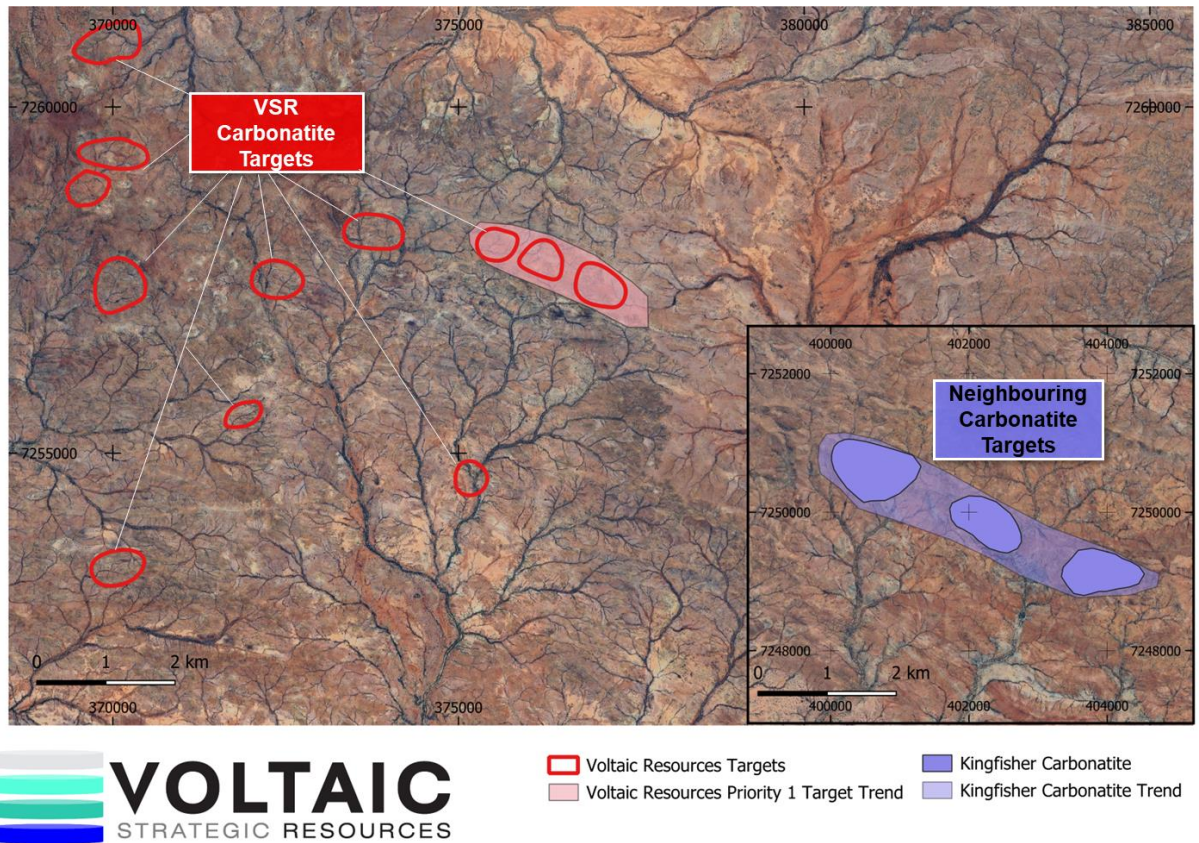 370000
375000
380000
385000
7260000
7260000
VSR
Carbonatite
Targets
7255000
0 1 2 km
370000
375000
400000
402000
404000
7252000
7252000
Neighbouring
Carbonatite
Targets
7250000
7250000
7248000
7248000
0 1 2 km
400000
402000
404000
VOLTAIC
STRATEGIC RESOURCES
Voltaic Resources Targets
Voltaic Resources Priority 1 Target Trend
Kingfisher Carbonatite
Kingfisher Carbonatite Trend